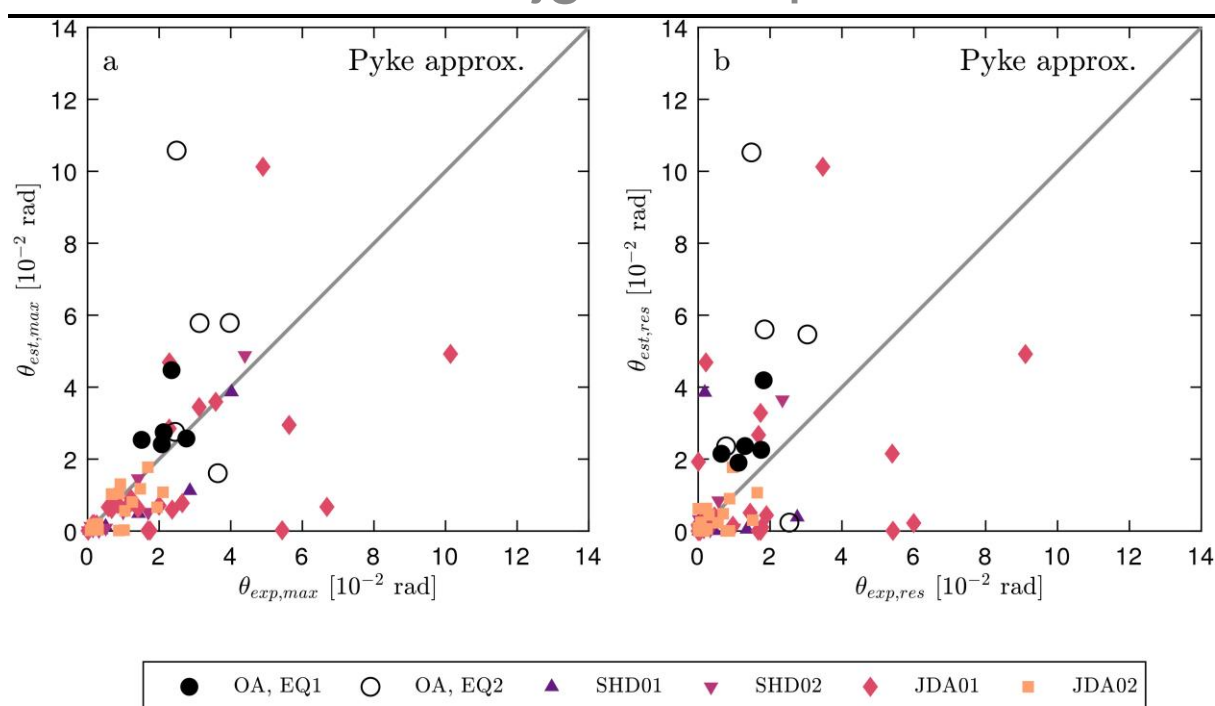 a
Pyke approx.
14
12
10
8
6
4
2
0
θest,max [10−2 rad]
0 2 4 6 8 10 12 14
θexp,max [10−2 rad]
b
Pyke approx.
14
12
10
8
6
4
2
0
θest,res [10−2 rad]
0 2 4 6 8 10 12 14
θexp,res [10−2 rad]
OA, EQ1 OA, EQ2 SHD01 SHD02 JDA01 JDA02